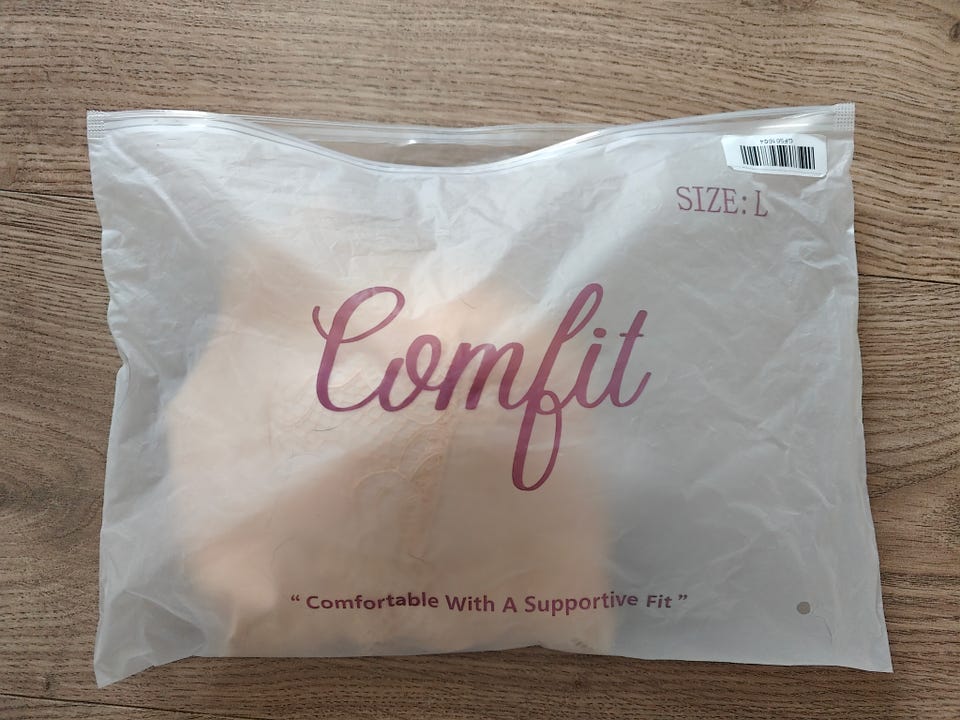 SIZE: L
Comfit
“ Comfortable With A Supportive Fit ”